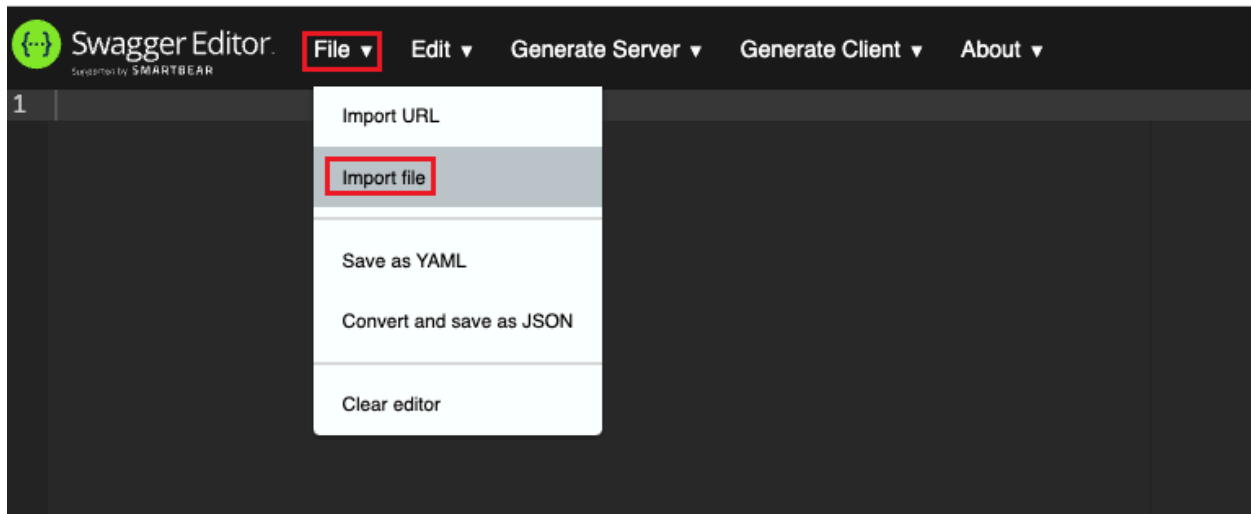 Swagger Editor.
Supported by SMARTBEAR
File ▾ Edit ▾ Generate Server ▾ Generate Client ▾ About ▾
1
Import URL
Import file
Save as YAML
Convert and save as JSON
Clear editor